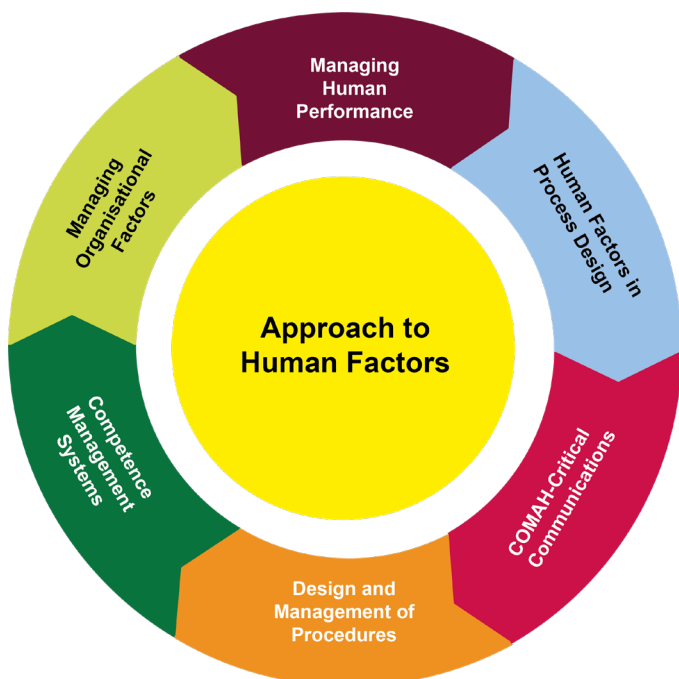 Managing
Human
Performance
Human Factors in
Process Design
COMAH-Critical
Communications
Design and
Management of
Procedures
Competence
Management
Systems
Managing
Organisational
Factors
Approach to
Human Factors